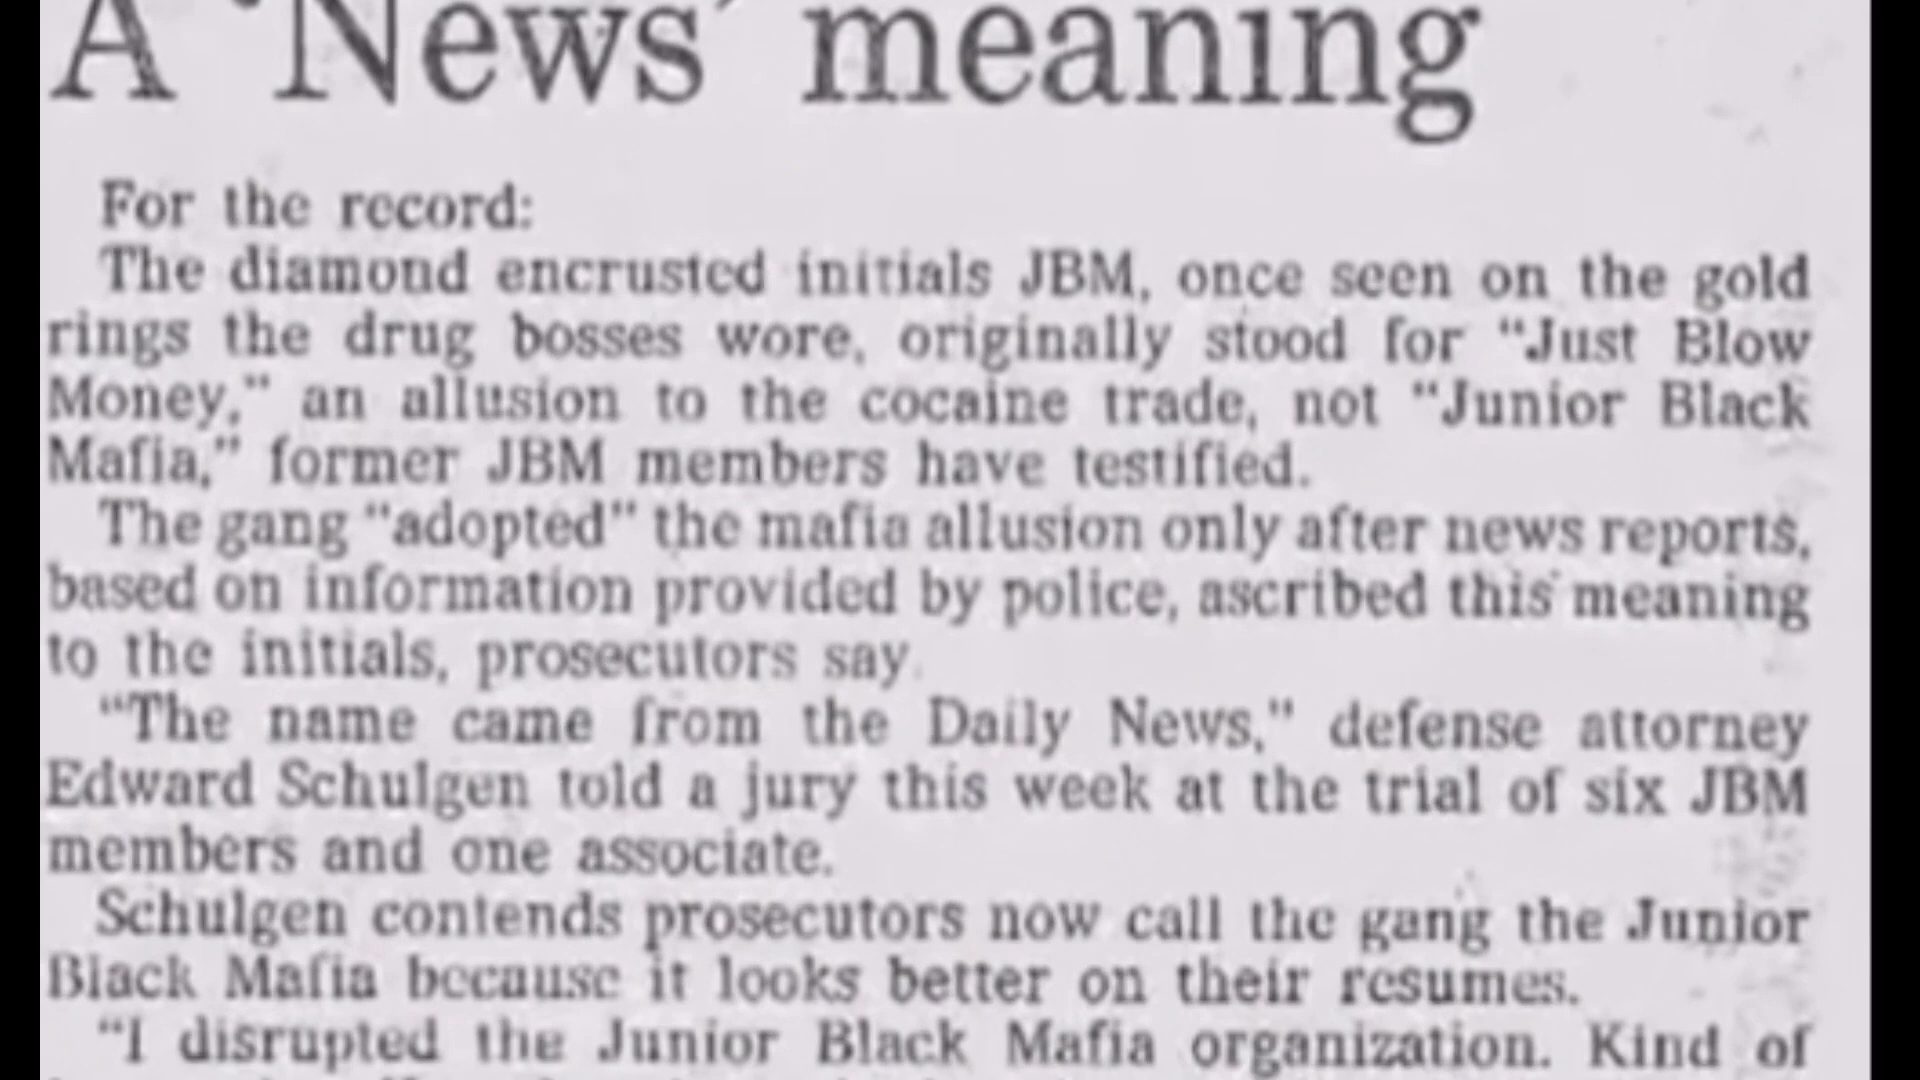 A 'News' meaning
For the record:
The diamond encrusted initials JBM, once seen on the gold
rings the drug bosses wore, originally stood for "Just Blow
Money," an allusion to the cocaine trade, not "Junior Black
Mafia," former JBM members have testified.
The gang "adopted" the mafia allusion only after news reports,
based on information provided by police, ascribed this meaning
to the initials, prosecutors say.
"The name came from the Daily News," defense attorney
Edward Schulgen told a jury this week at the trial of six JBM
members and one associate.
Schulgen contends prosecutors now call the gang the Junior
Black Mafia because it looks better on their resumes.
"I disrupted the Junior Black Mafia organization. Kind of